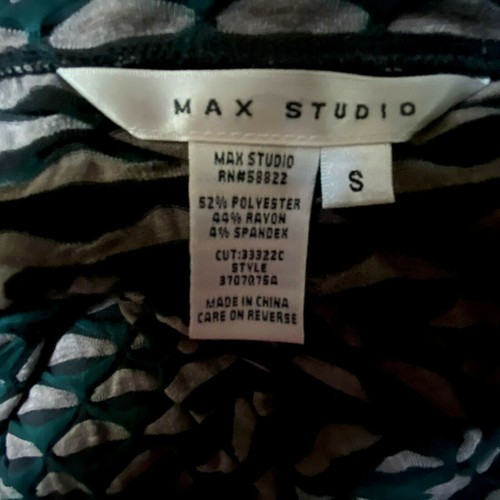 MAX STUDIO
MAX STUDIO
RN#58822
S
52% POLYESTER
44% RAYON
4% SPANDEX
CUT:33322C
STYLE
3707Q75A
MADE IN CHINA
CARE ON REVERSE